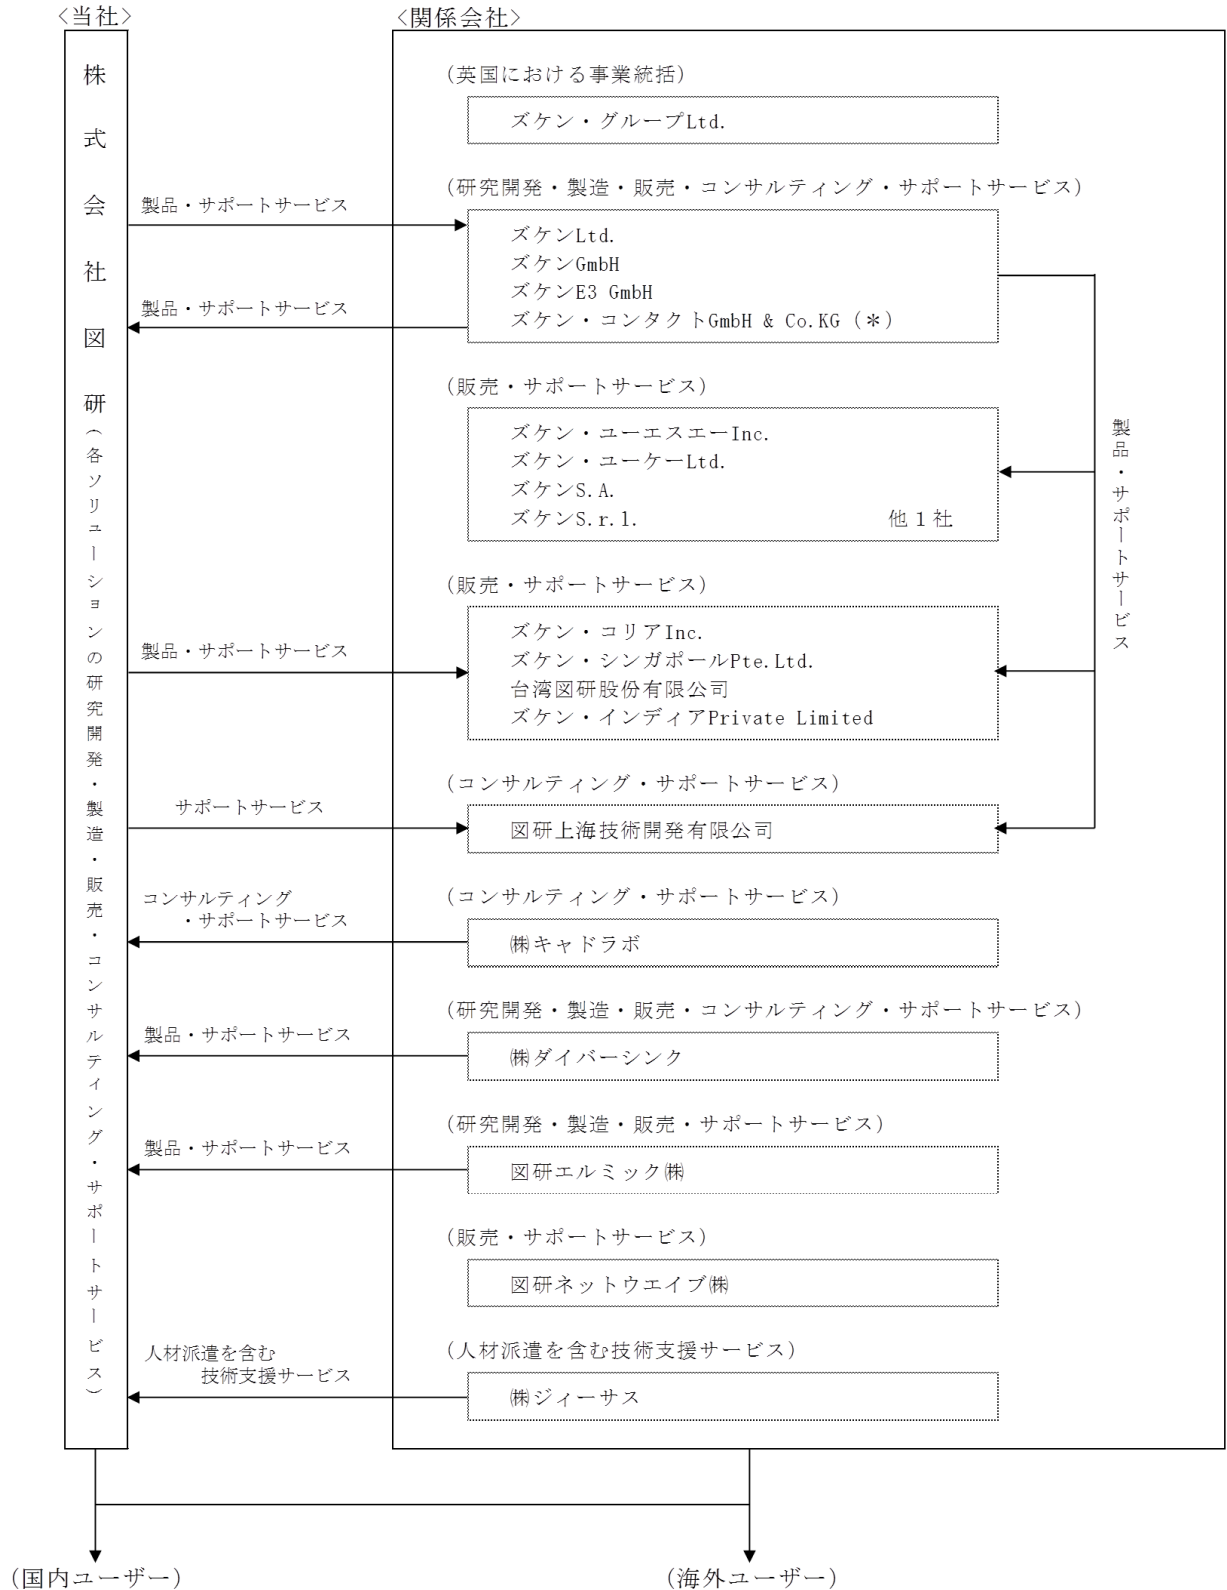 <当社>
<関係会社>
株式会社図研(各ソリューションの研究開発・製造・販売・コンサルティング・サポートサービス)
(英国における事業統括)
ズケン・グループLtd.
(研究開発・製造・販売・コンサルティング・サポートサービス)
製品・サポートサービス
ズケンLtd.
ズケンGmbH
ズケンE3 GmbH
製品・サポートサービス
ズケン・コンタクトGmbH & Co.KG(*)
(販売・サポートサービス)
ズケン・ユーエスエーInc.
ズケン・ユーケーLtd.
ズケンS.A.
ズケンS.r.l. 他1社
製品・サポートサービス
(販売・サポートサービス)
製品・サポートサービス
ズケン・コリアInc.
ズケン・シンガポールPte.Ltd.
台湾図研股份有限公司
ズケン・インディアPrivate Limited
(コンサルティング・サポートサービス)
サポートサービス
図研上海技術開発有限公司
(コンサルティング・サポートサービス)
コンサルティング
・サポートサービス
㈱キャドラボ
(研究開発・製造・販売・コンサルティング・サポートサービス)
製品・サポートサービス
㈱ダイバーシンク
(研究開発・製造・販売・サポートサービス)
製品・サポートサービス
図研エルミック㈱
(販売・サポートサービス)
図研ネットウエイブ㈱
(人材派遣を含む技術支援サービス)
人材派遣を含む
技術支援サービス
㈱ジィーサス
(国内ユーザー)
(海外ユーザー)